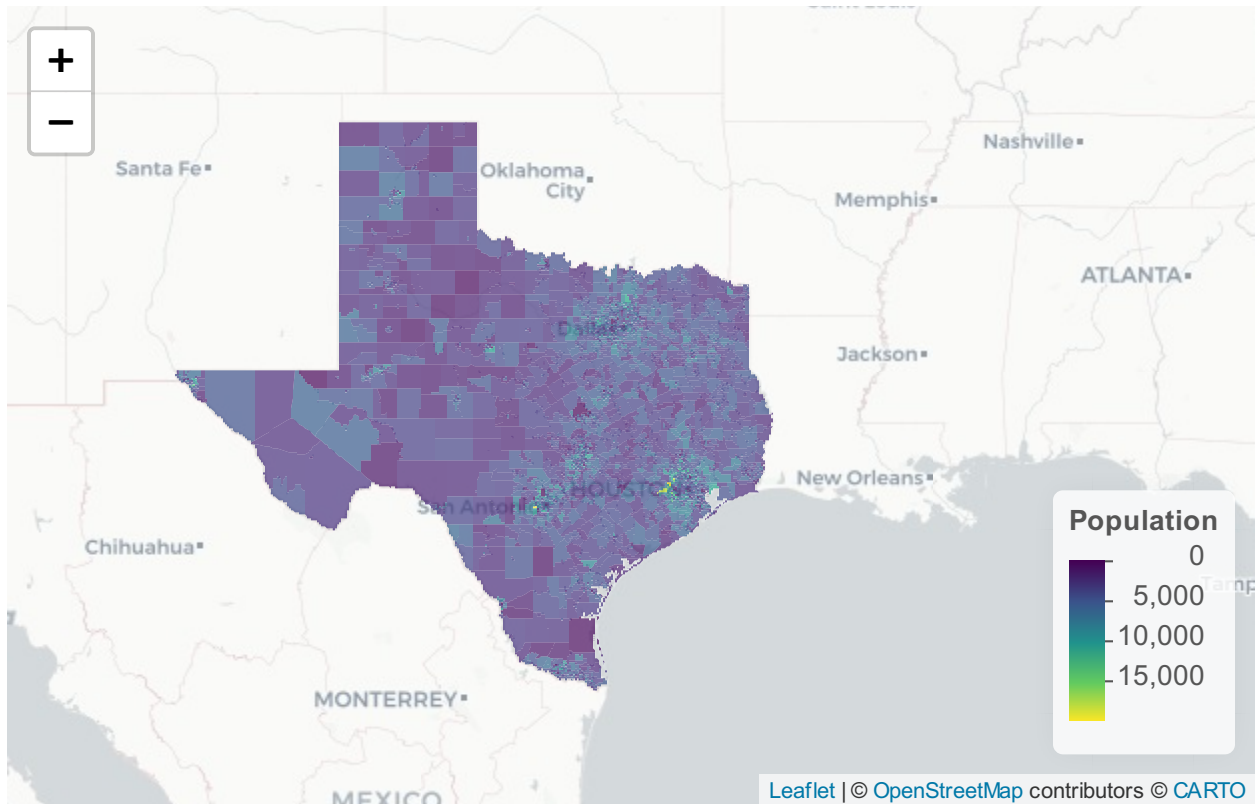 +
−
Santa Fe
Oklahoma
City
Nashville
Memphis
ATLANTA
Dallas
Jackson
HOUSTON
San Antonio
New Orleans
Chihuahua
MONTERREY
MEXICO
Population
0
5,000
10,000
15,000
Tamp
Leaflet | © OpenStreetMap contributors © CARTO